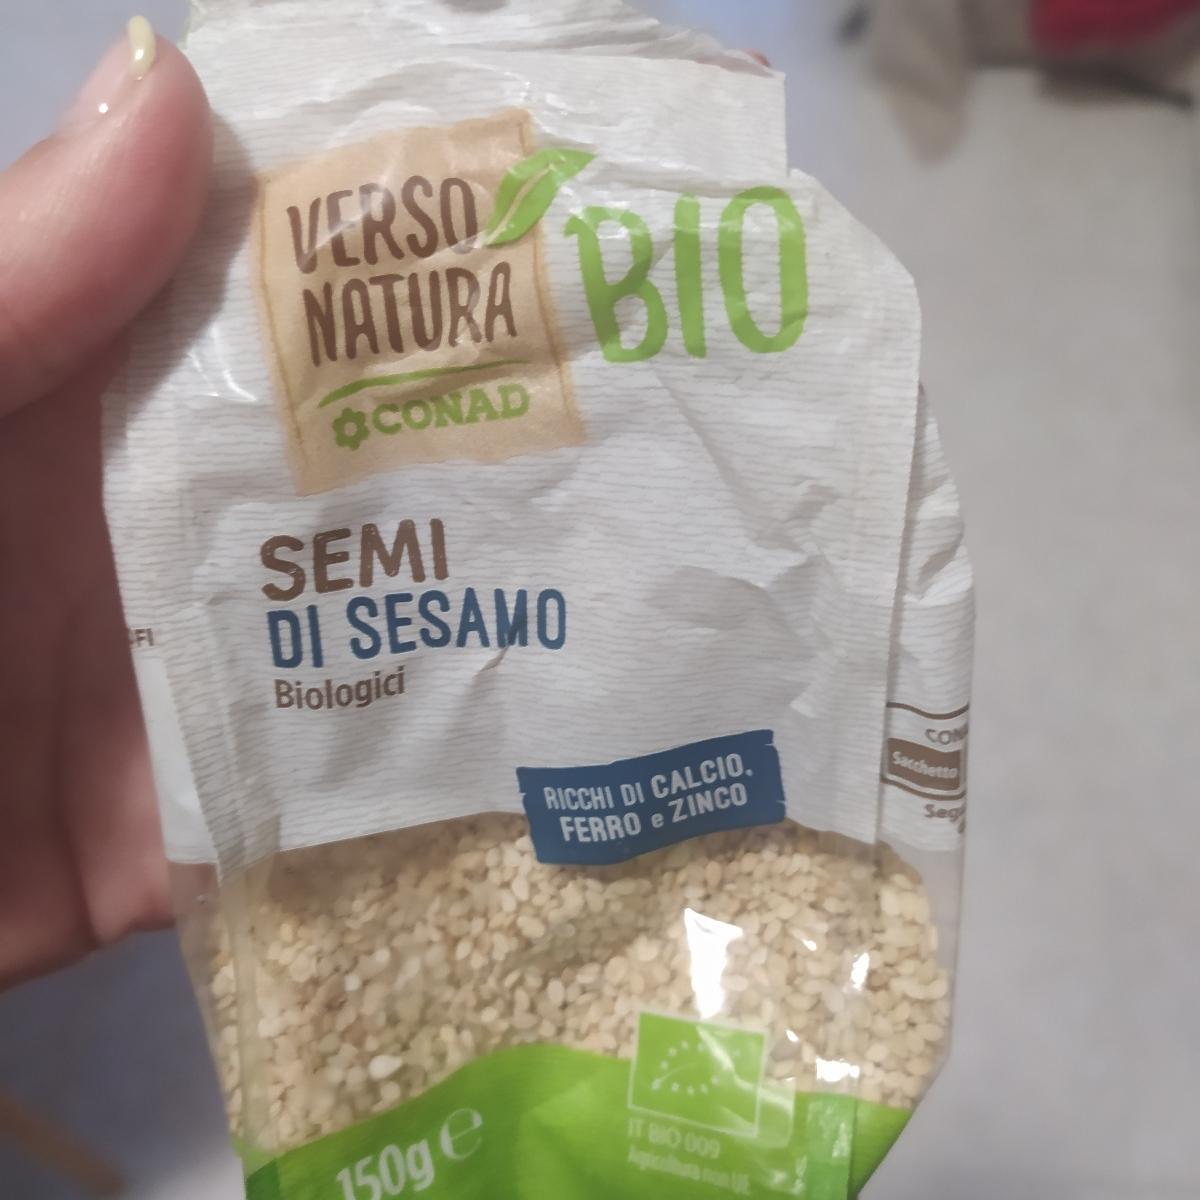 VERSO
NATURA
CONAD
BIO
SEMI
DI SESAMO
Biologici
RICCHI DI CALCIO,
FERRO e ZINCO
Sacchetto
150g e
IT BIO 009
Agricoltura non UE